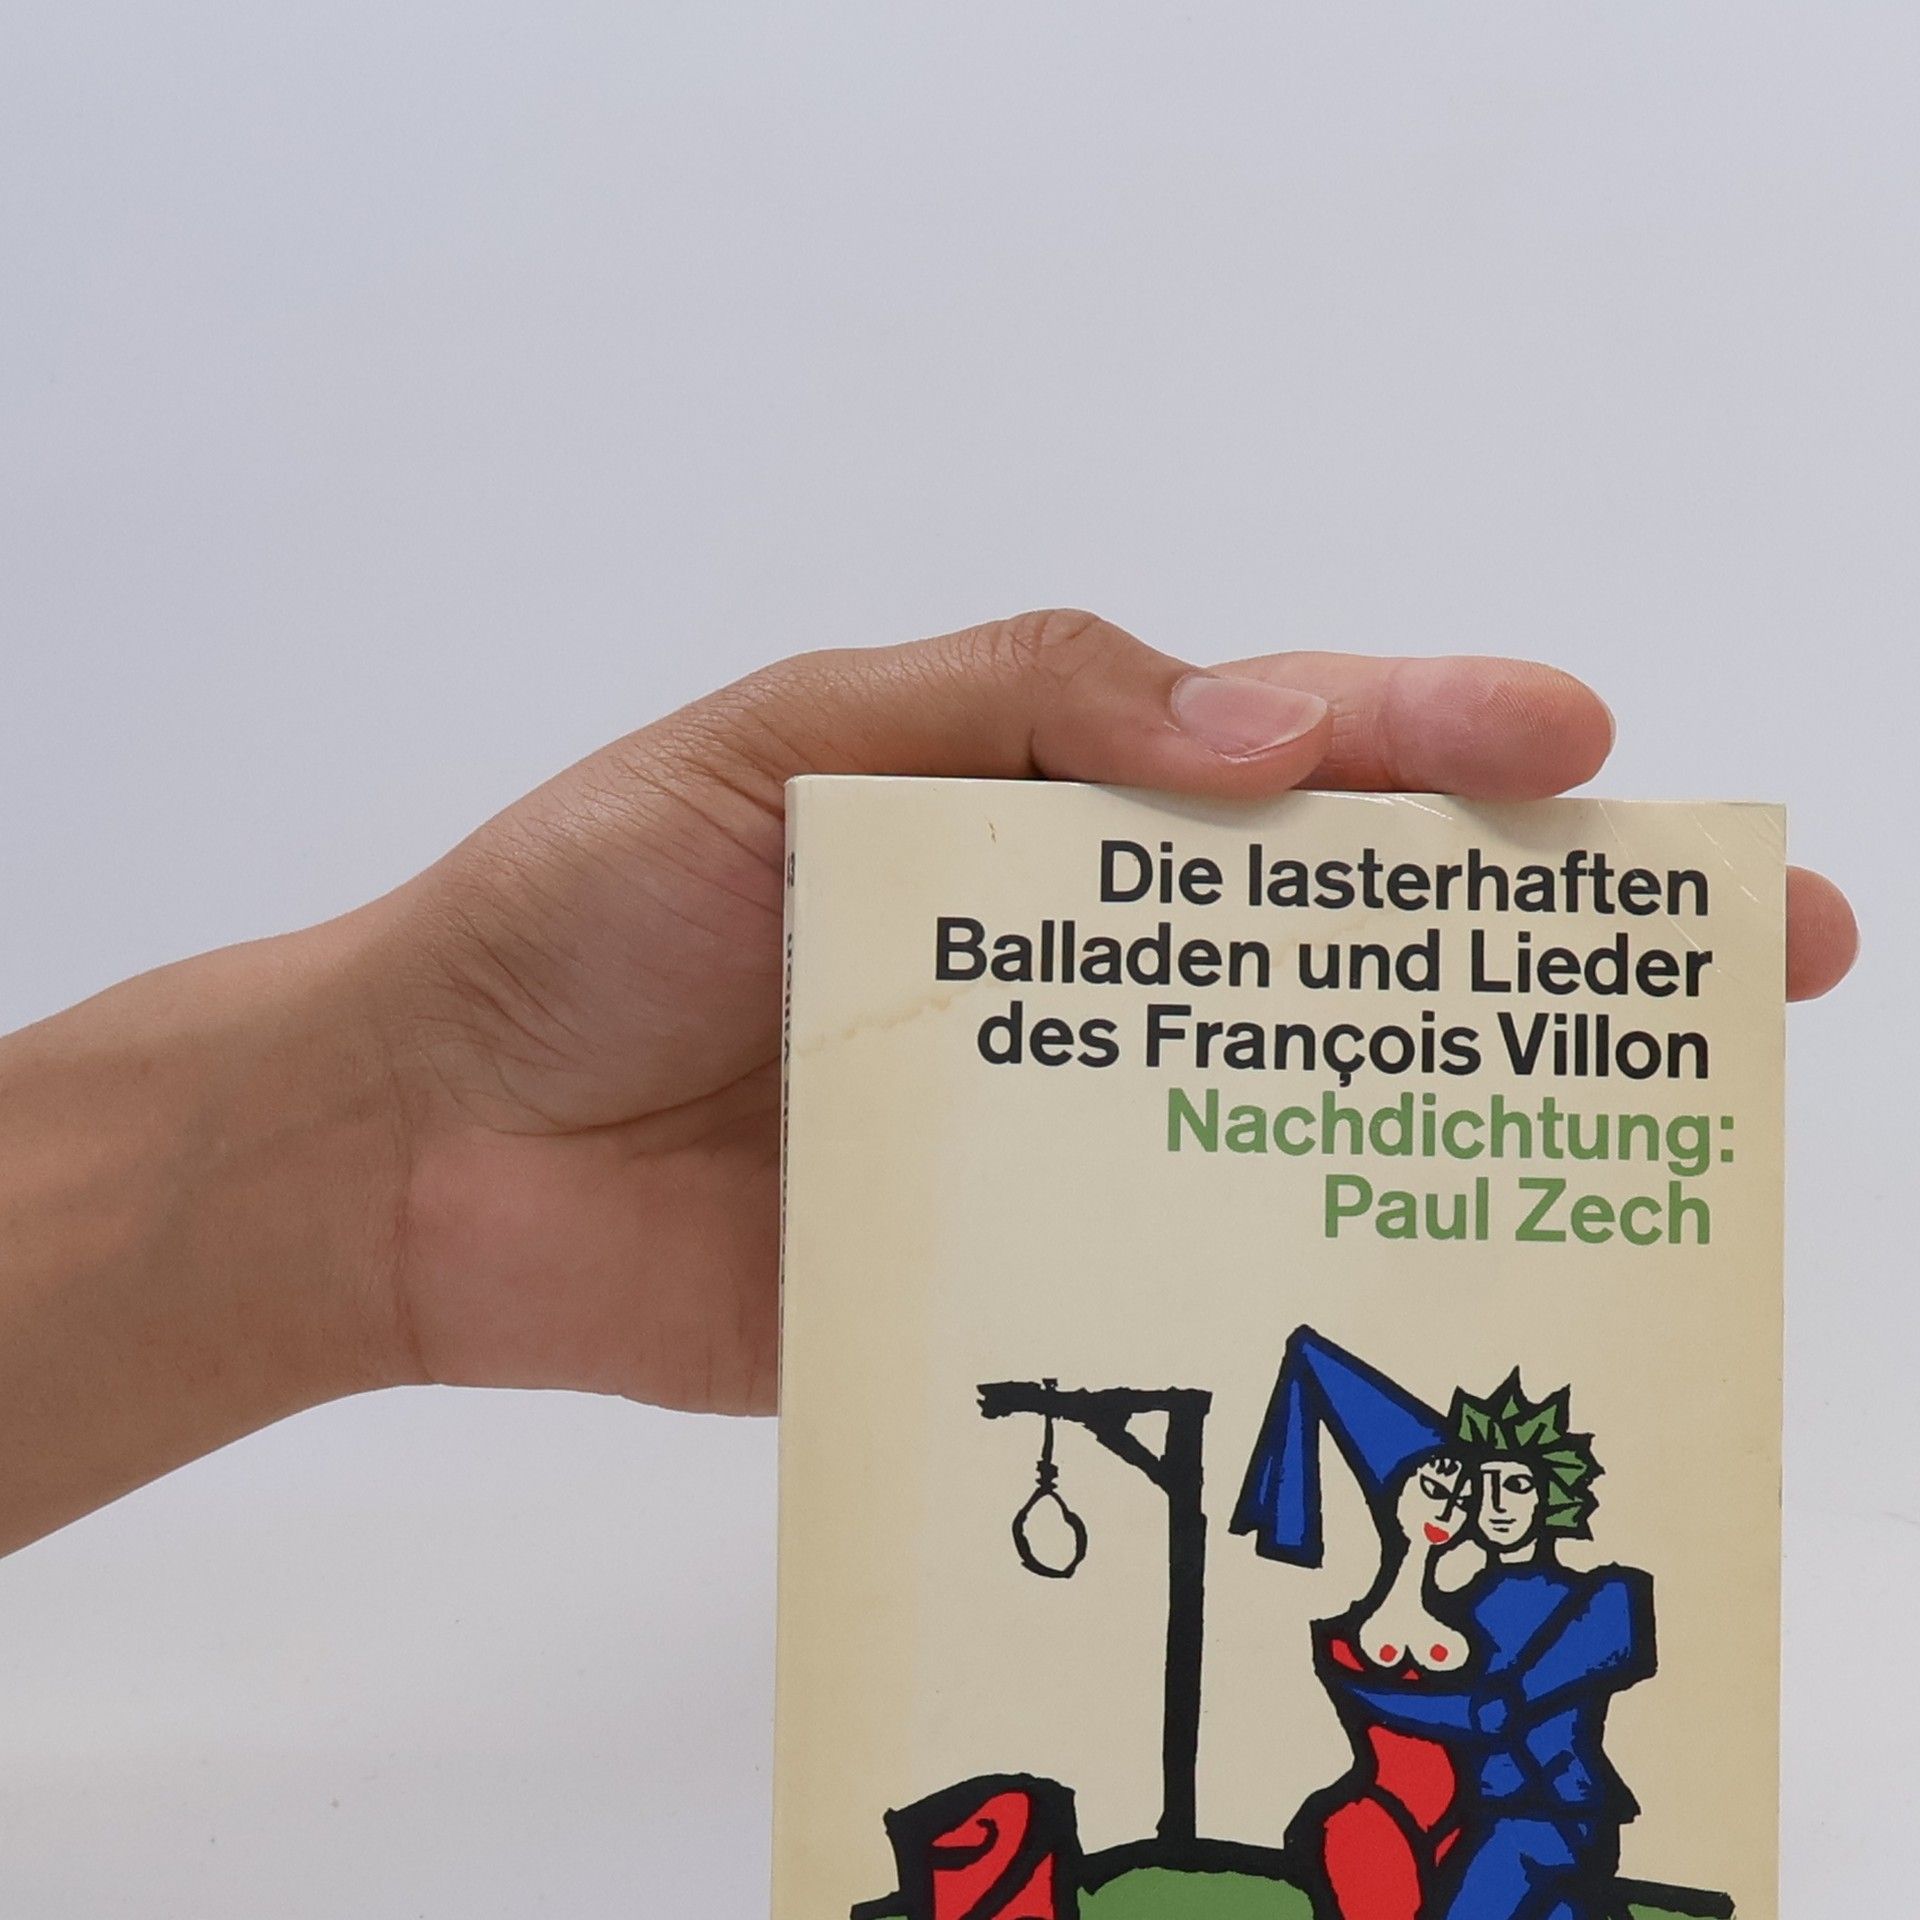 Die lasterhaften
Balladen und Lieder
des François Villon
Nachdichtung:
Paul Zech